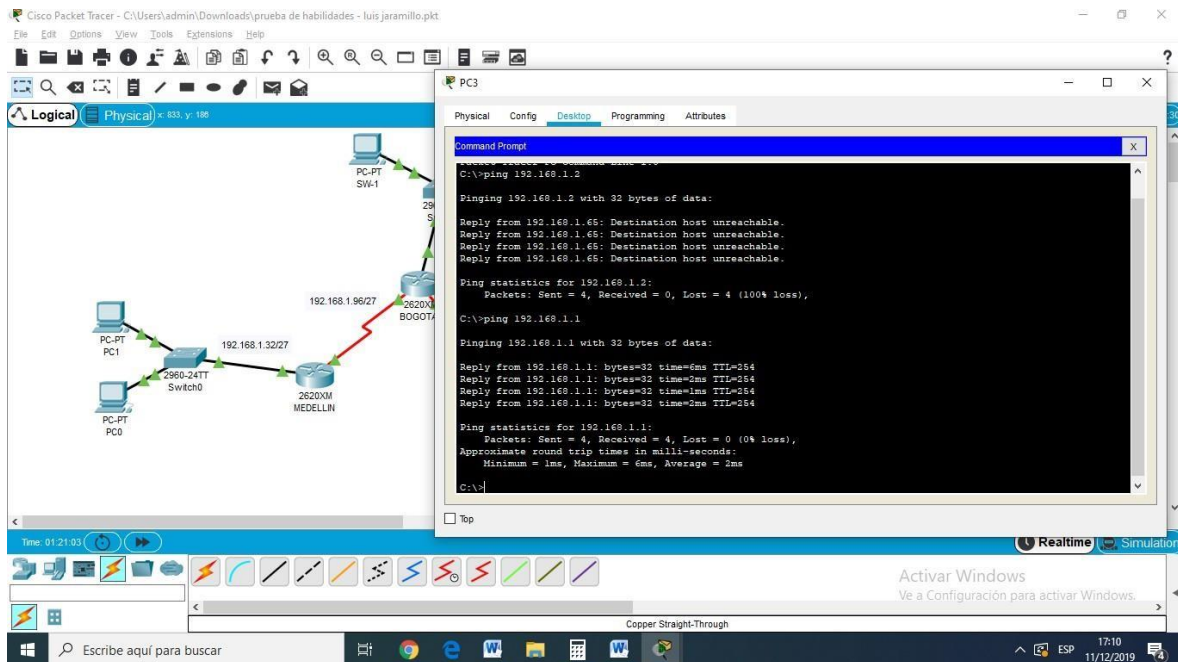 Cisco Packet Tracer - C:\Users\admin\Downloads\prueba de habilidades - luis jaramillo.pkt
File Edit Options View Tools Extensions Help
?
Logical Physical x: 833, y: 186
PC-PT
SW-1
192.168.1.96/27
2620X
BOGOTA
PC-PT
PC1
192.168.1.32/27
2960-24TT
Switch0
2620XM
MEDELLIN
PC-PT
PC0
PC3
Physical Config Desktop Programming Attributes
Command Prompt X
C:\>ping 192.168.1.2
Pinging 192.168.1.2 with 32 bytes of data:
Reply from 192.168.1.65: Destination host unreachable.
Reply from 192.168.1.65: Destination host unreachable.
Reply from 192.168.1.65: Destination host unreachable.
Reply from 192.168.1.65: Destination host unreachable.
Ping statistics for 192.168.1.2:
Packets: Sent = 4, Received = 0, Lost = 4 (100% loss),
C:\>ping 192.168.1.1
Pinging 192.168.1.1 with 32 bytes of data:
Reply from 192.168.1.1: bytes=32 time=6ms TTL=254
Reply from 192.168.1.1: bytes=32 time=2ms TTL=254
Reply from 192.168.1.1: bytes=32 time=1ms TTL=254
Reply from 192.168.1.1: bytes=32 time=2ms TTL=254
Ping statistics for 192.168.1.1:
Packets: Sent = 4, Received = 4, Lost = 0 (0% loss),
Approximate round trip times in milli-seconds:
Minimum = 1ms, Maximum = 6ms, Average = 2ms
C:\>
Top
Time: 01:21:03
Realtime Simulation
Activar Windows
Ve a Configuración para activar Windows.
Copper Straight-Through
Escribe aquí para buscar
ESP
17:10
11/12/2019